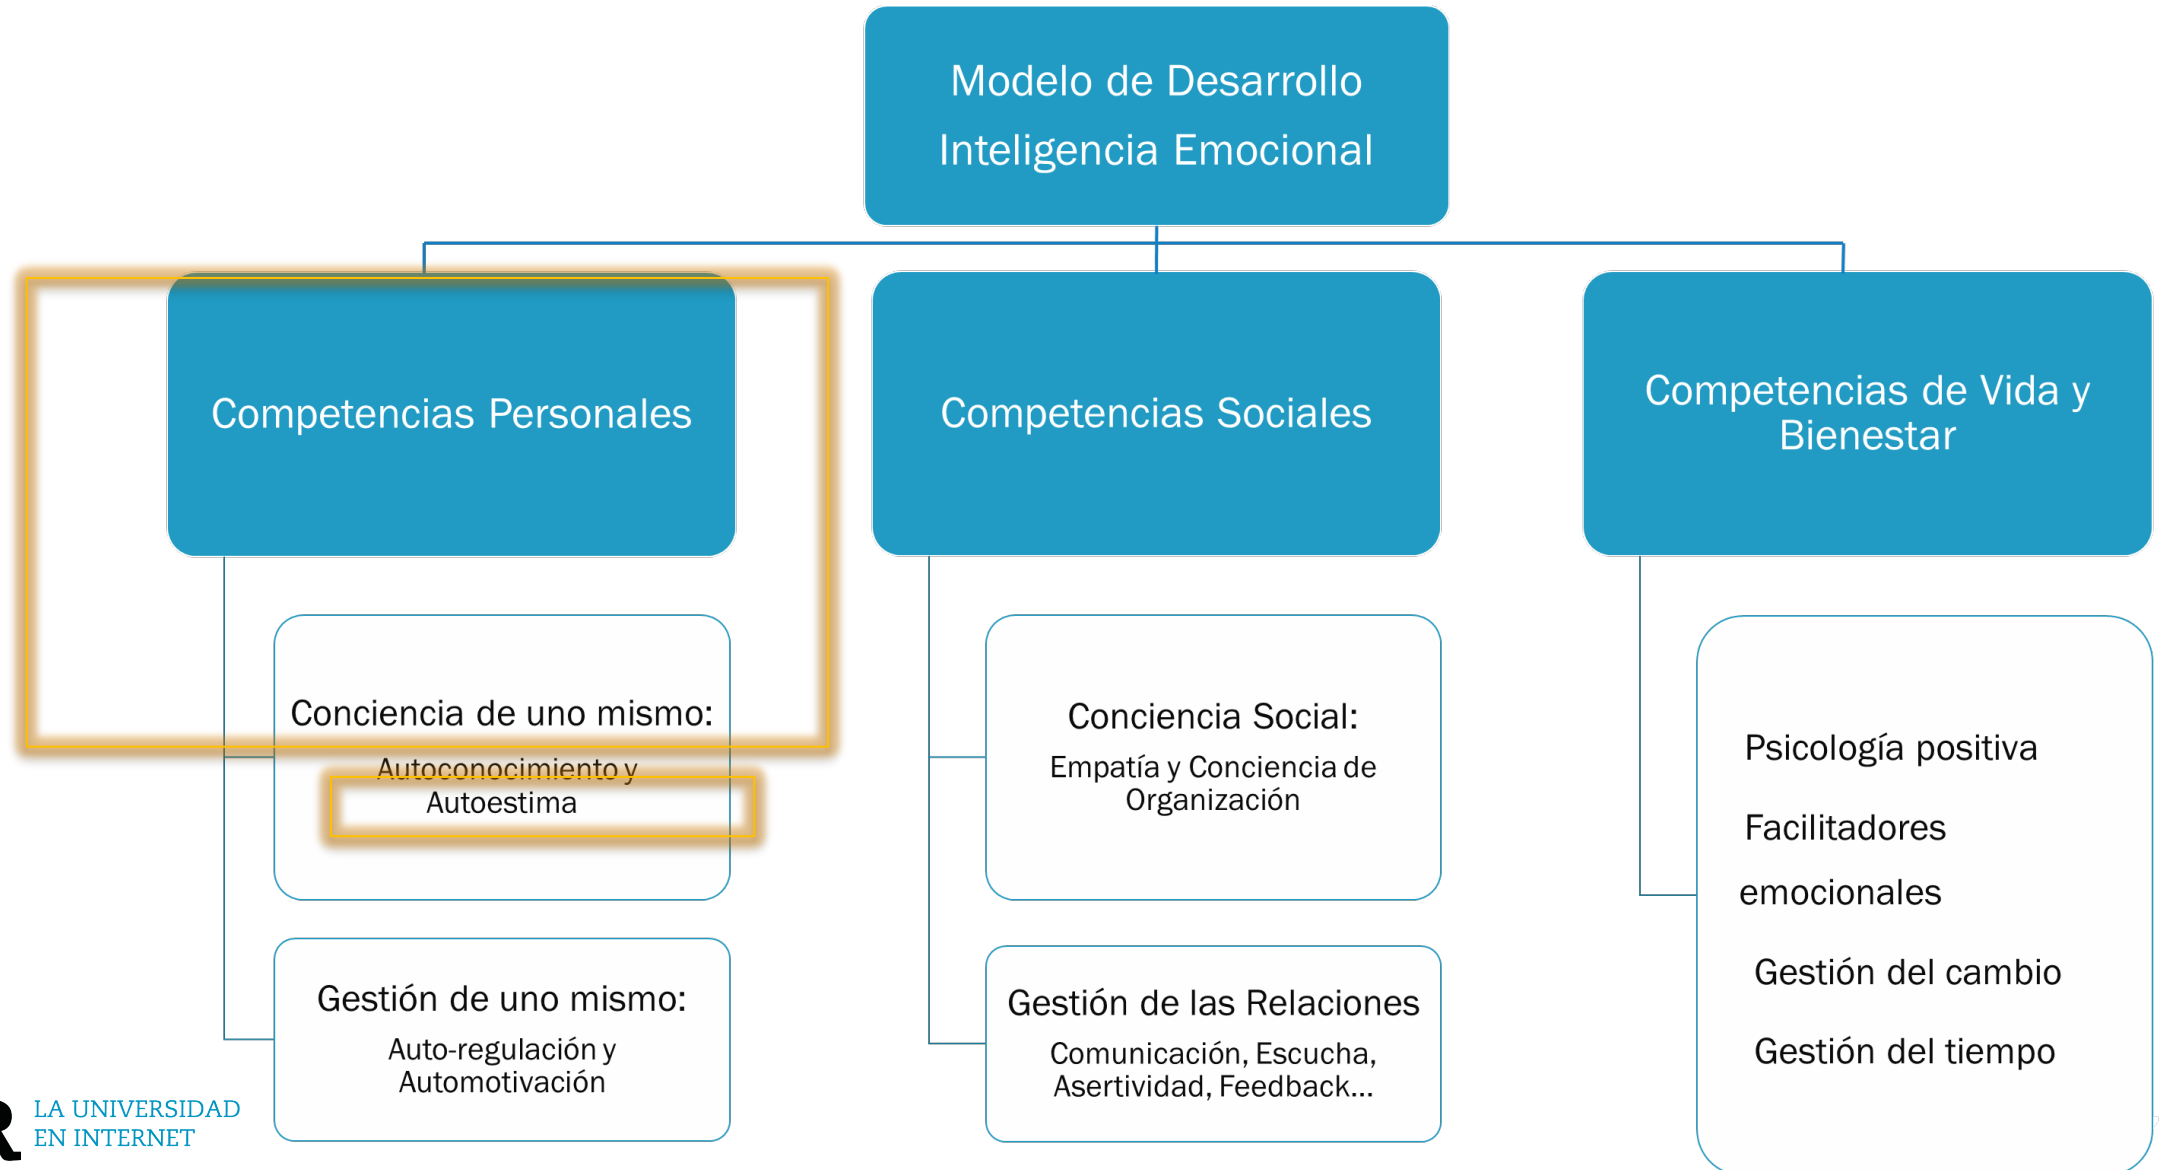 Modelo de Desarrollo
Inteligencia Emocional
Competencias Personales
Conciencia de uno mismo:
Autoconocimiento y
Autoestima
Gestión de uno mismo:
Auto-regulación y
Automotivación
Competencias Sociales
Conciencia Social:
Empatía y Conciencia de
Organización
Gestión de las Relaciones
Comunicación, Escucha,
Asertividad, Feedback...
Competencias de Vida y
Bienestar
Psicología positiva
Facilitadores
emocionales
Gestión del cambio
Gestión del tiempo
LA UNIVERSIDAD
EN INTERNET